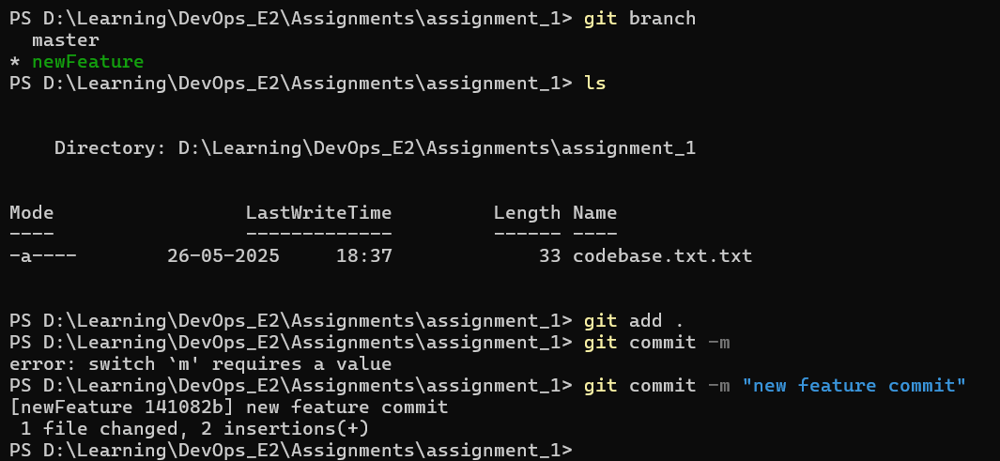 PS D:\Learning\DevOps_E2\Assignments\assignment_1> git branch
  master
* newFeature
PS D:\Learning\DevOps_E2\Assignments\assignment_1> ls
    Directory: D:\Learning\DevOps_E2\Assignments\assignment_1
Mode                 LastWriteTime         Length Name
----                 -------------         ------ ----
-a----        26-05-2025     18:37             33 codebase.txt.txt
PS D:\Learning\DevOps_E2\Assignments\assignment_1> git add .
PS D:\Learning\DevOps_E2\Assignments\assignment_1> git commit -m
error: switch `m' requires a value
PS D:\Learning\DevOps_E2\Assignments\assignment_1> git commit -m "new feature commit"
[newFeature 141082b] new feature commit
 1 file changed, 2 insertions(+)
PS D:\Learning\DevOps_E2\Assignments\assignment_1>